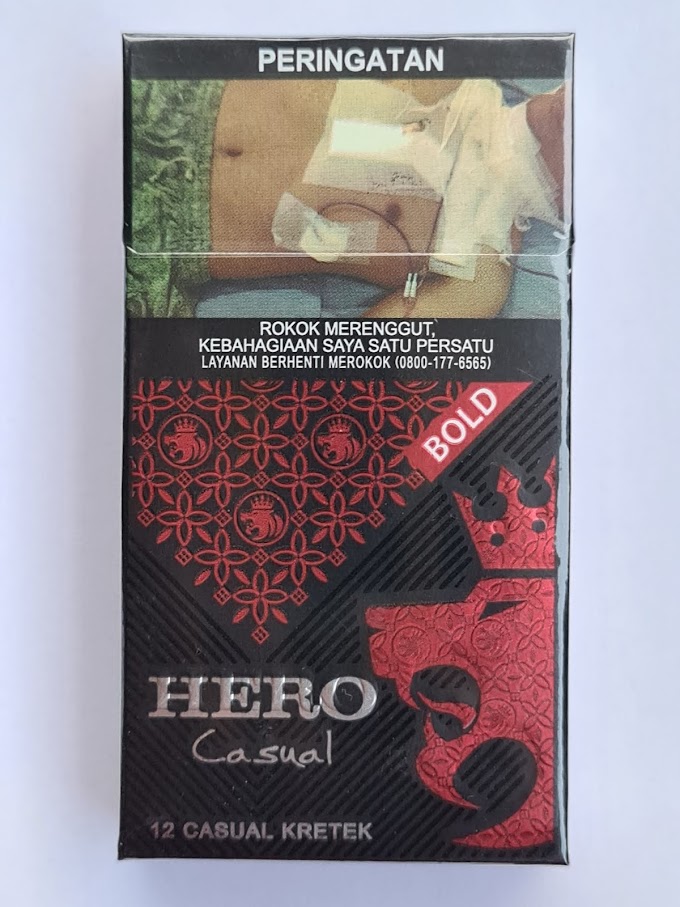 PERINGATAN
ROKOK MERENGGUT,
KEBAHAGIAAN SAYA SATU PERSATU
LAYANAN BERHENTI MEROKOK (0800-177-6565)
BOLD
HERO
Casual
12 CASUAL KRETEK